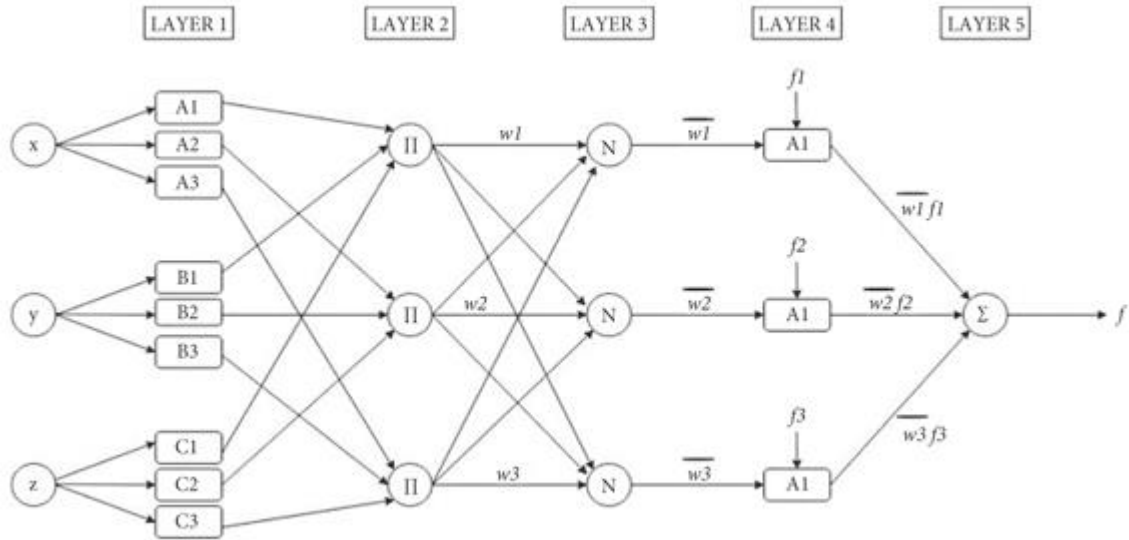 LAYER 1 LAYER 2 LAYER 3 LAYER 4 LAYER 5
f1
A1
A2
A3
x
∏
w1
N
w1
A1
w1 f1
B1
B2
B3
y
∏
w2
N
w2
f2
A1
w2 f2
Σ
f
C1
C2
C3
z
∏
w3
N
w3
f3
A1
w3 f3